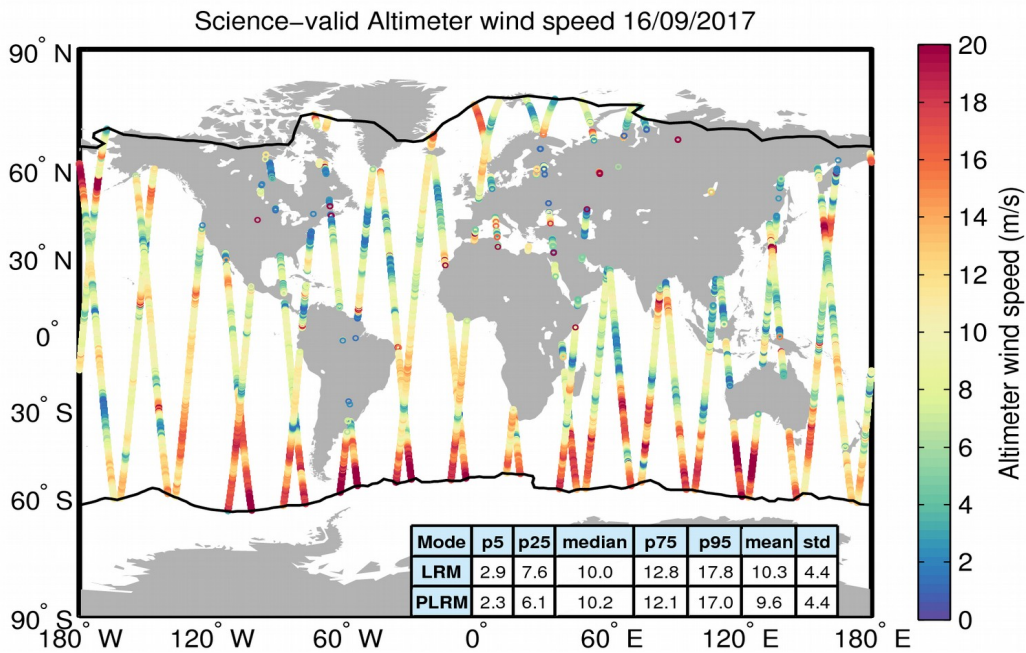 Science−valid Altimeter wind speed 16/09/2017
90° N
60° N
30° N
0°
30° S
60° S
90° S
180° W
120° W
60° W
0°
60° E
120° E
180° E
Mode p5 p25 median p75 p95 mean std
LRM 2.9 7.6 10.0 12.8 17.8 10.3 4.4
PLRM 2.3 6.1 10.2 12.1 17.0 9.6 4.4
20
18
16
14
12
10
8
6
4
2
0
Altimeter wind speed (m/s)